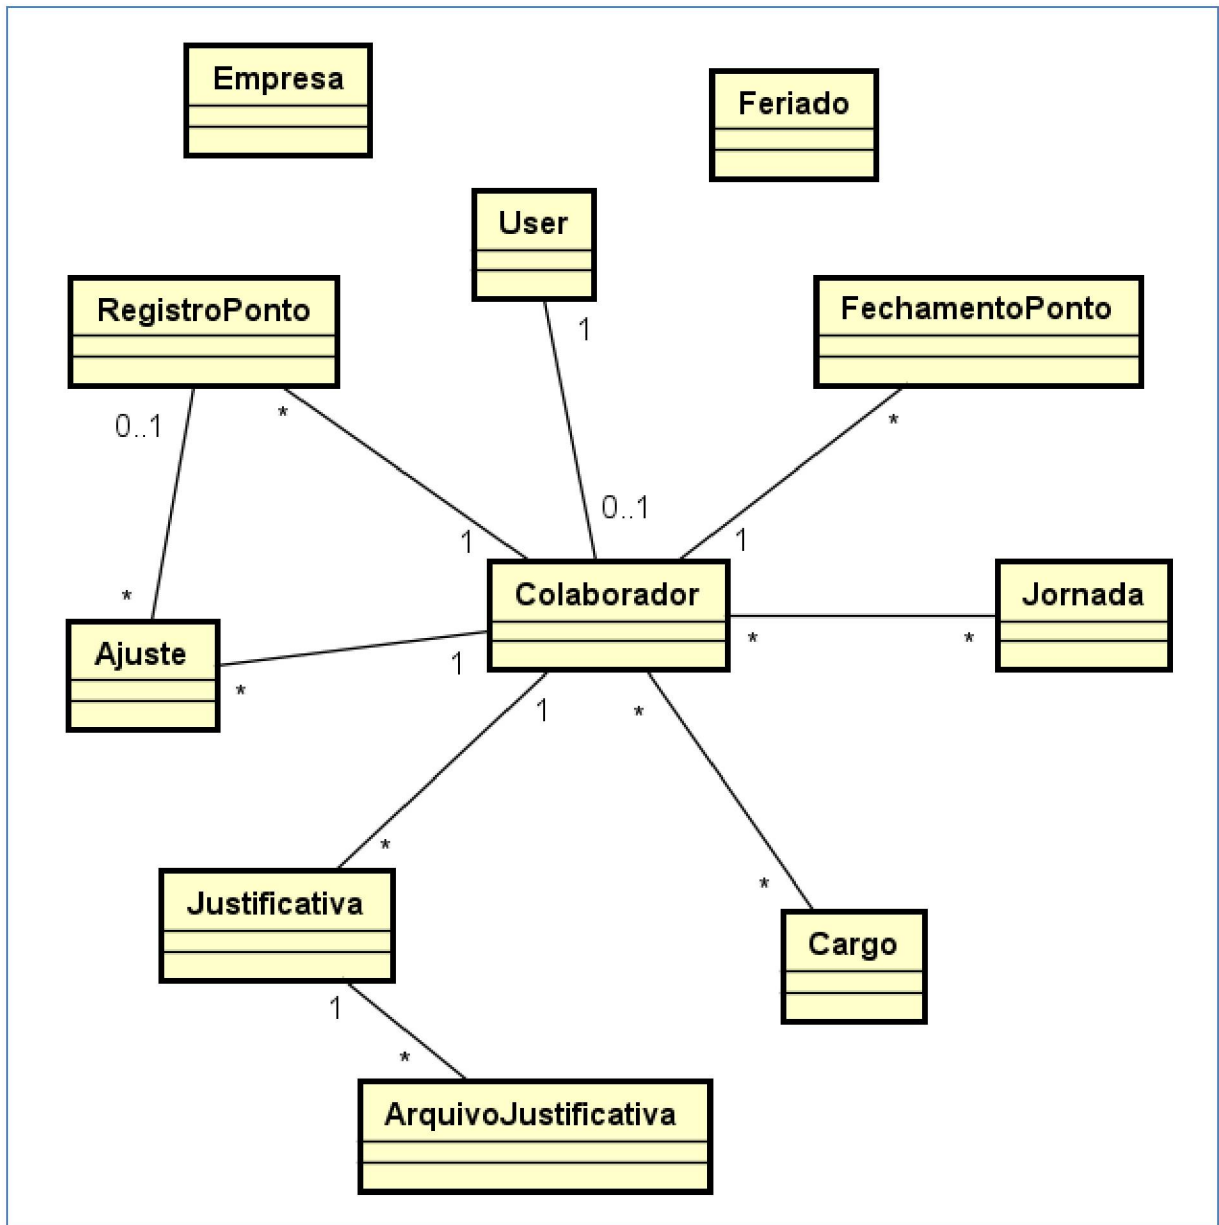 Empresa
Feriado
User
RegistroPonto
FechamentoPonto
1
*
*
0..1
0..1
1
1
*
Colaborador
Jornada
Ajuste
*
*
1
*
1
*
*
*
Justificativa
Cargo
1
*
ArquivoJustificativa